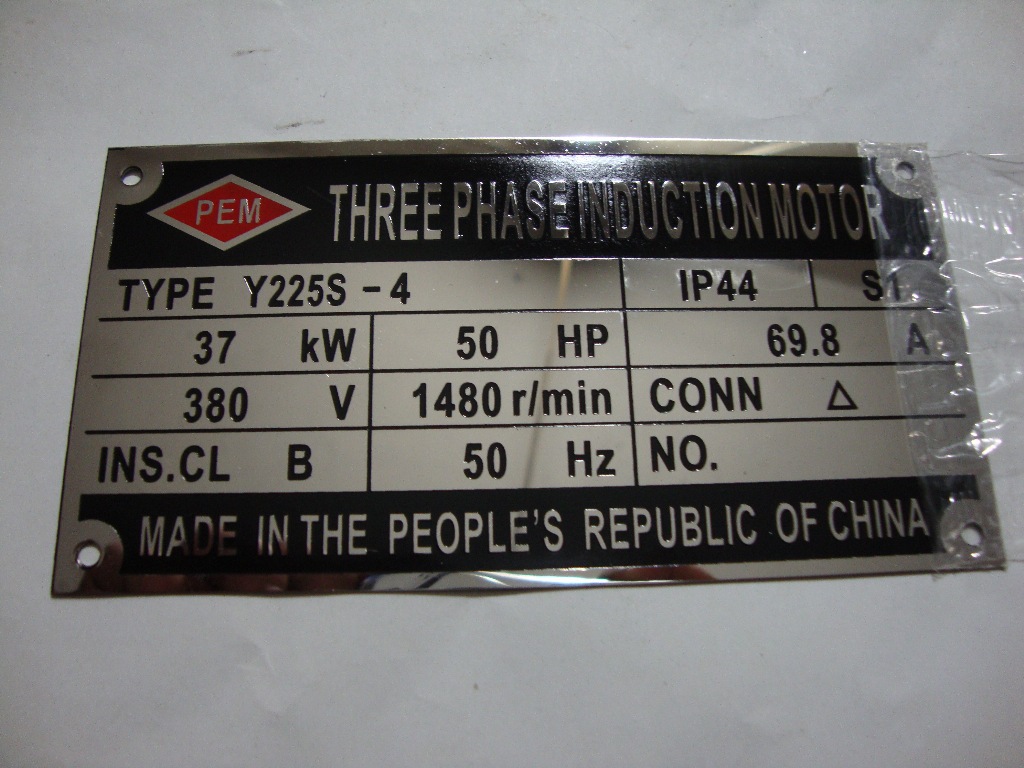 PEM THREE PHASE INDUCTION MOTOR
TYPE Y225S - 4 IP44 S1
37 kW 50 HP 69.8 A
380 V 1480 r/min CONN Δ
INS.CL B 50 Hz NO.
MADE IN THE PEOPLE'S REPUBLIC OF CHINA